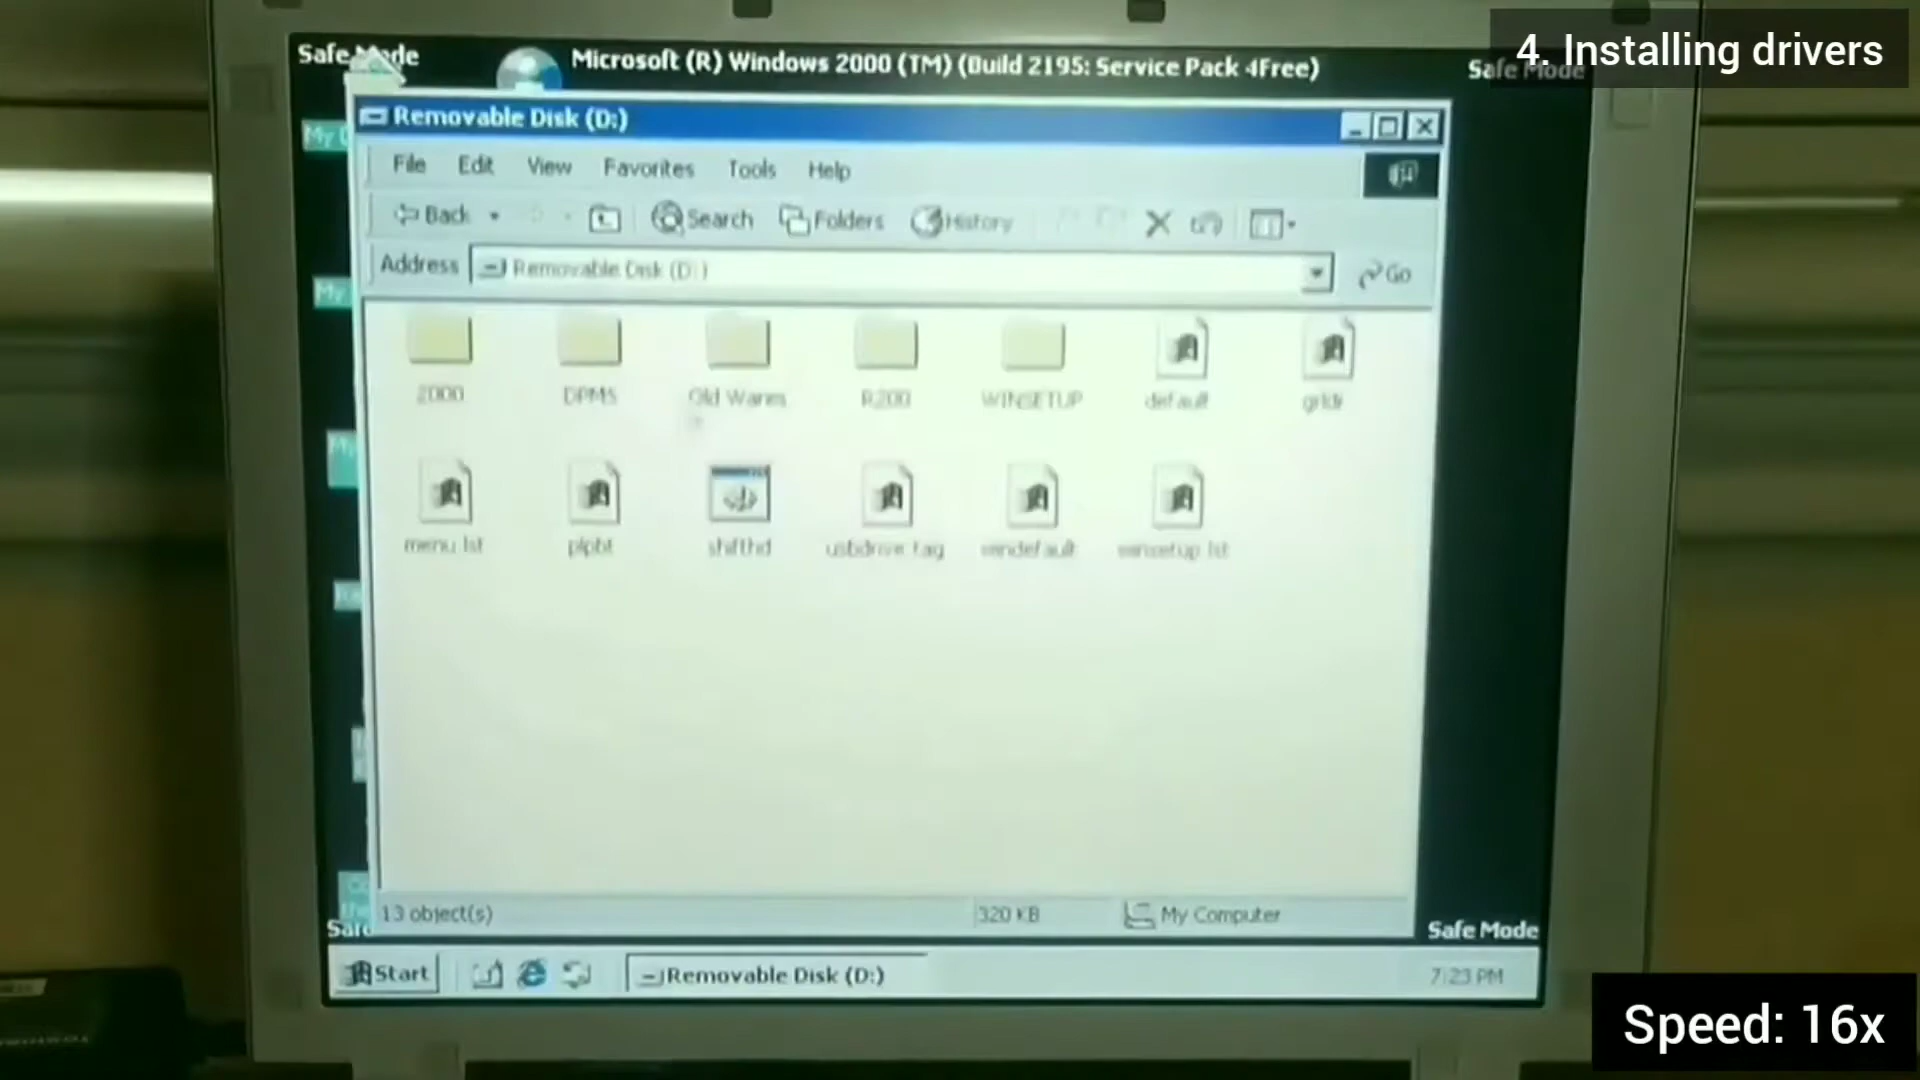 4. Installing drivers
Safe Mode
Microsoft (R) Windows 2000 (TM) (Build 2195: Service Pack 4Free)
Safe Mode
Removable Disk (D:)
File Edit View Favorites Tools Help
Back Search Folders History
Address Removable Disk (D:) Go
My
2000 DPMS R200 WINSETUP default grldr
My
menu.lst plpbt shifthd usbdrive.tag windefault winsetup.lst
13 object(s) 320 KB My Computer
Safe Mode
Start Removable Disk (D:) 7:23 PM
Speed: 16x